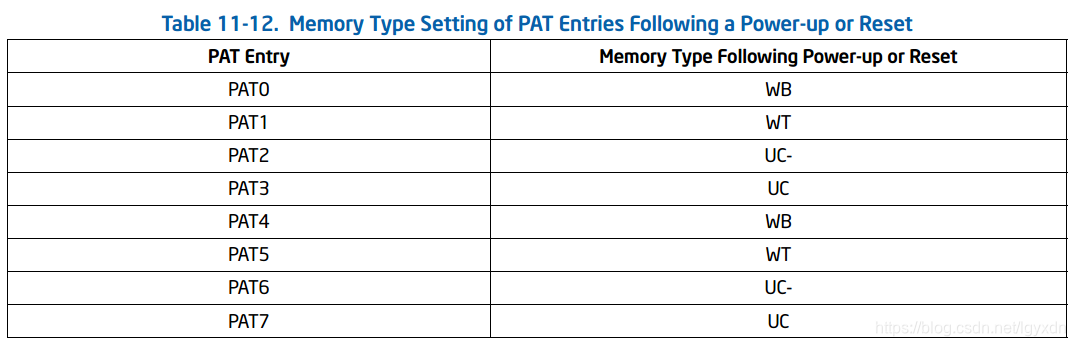 Table 11-12. Memory Type Setting of PAT Entries Following a Power-up or Reset
PAT Entry Memory Type Following Power-up or Reset
PAT0 WB
PAT1 WT
PAT2 UC-
PAT3 UC
PAT4 WB
PAT5 WT
PAT6 UC-
PAT7 UC
https://blog.csdn.net/lgyxdn